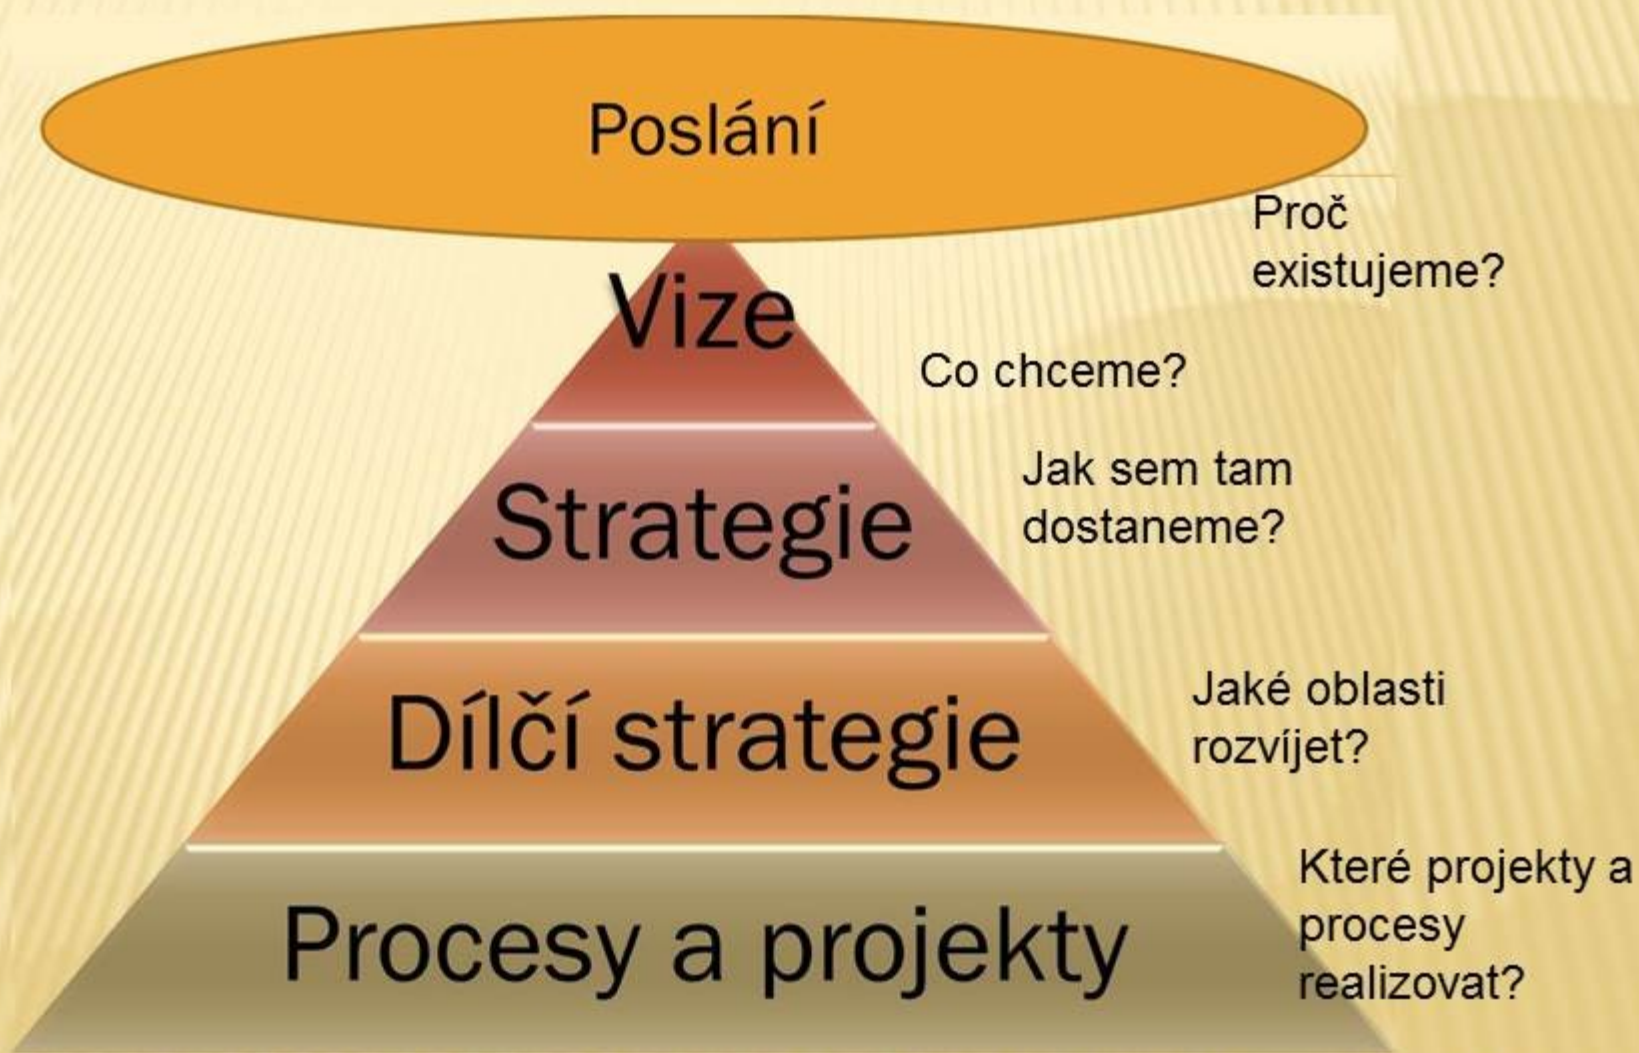 Poslání
Proč
existujeme?
Vize
Co chceme?
Strategie
Jak sem tam
dostaneme?
Dílčí strategie
Jaké oblasti
rozvíjet?
Procesy a projekty
Které projekty a
procesy
realizovat?